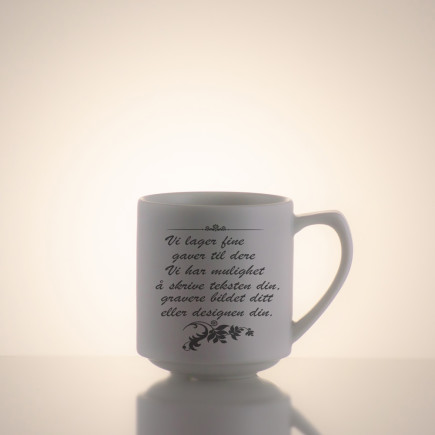 Vi lager fine
gaver til dere
Vi har mulighet
å skrive teksten din,
gravere bildet ditt
eller designen din.